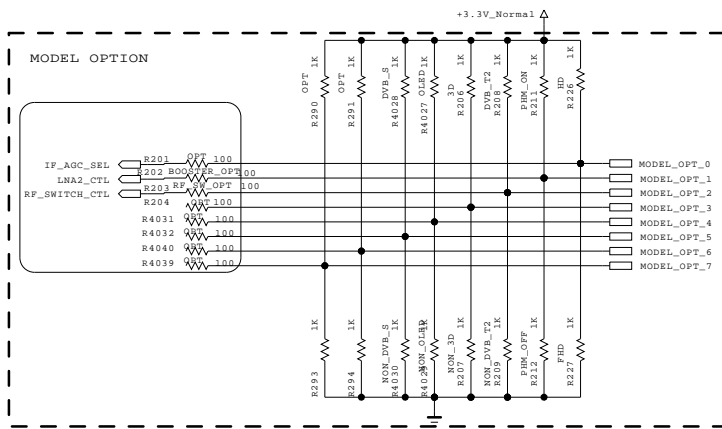 +3.3V_Normal
MODEL OPTION
OPT 1K R290
OPT 1K R291
DVB_S 1K R4028
OLED 1K R4027
3D 1K R206
DVB_T2 1K R208
PHM_ON 1K R211
HD 1K R226
IF_AGC_SEL R201 OPT 100 MODEL_OPT_0
LNA2_CTL R202 BOOSTER_OPT 100 MODEL_OPT_1
RF_SWITCH_CTL R203 RF_SW_OPT 100 MODEL_OPT_2
R204 OPT 100 MODEL_OPT_3
R4031 OPT 100 MODEL_OPT_4
R4032 OPT 100 MODEL_OPT_5
R4040 OPT 100 MODEL_OPT_6
R4039 OPT 100 MODEL_OPT_7
1K R293
1K R294
NON_DVB_S 1K R4030
NON_OLED 1K R4029
NON_3D 1K R207
NON_DVB_T2 1K R209
PHM_OFF 1K R212
FHD 1K R227